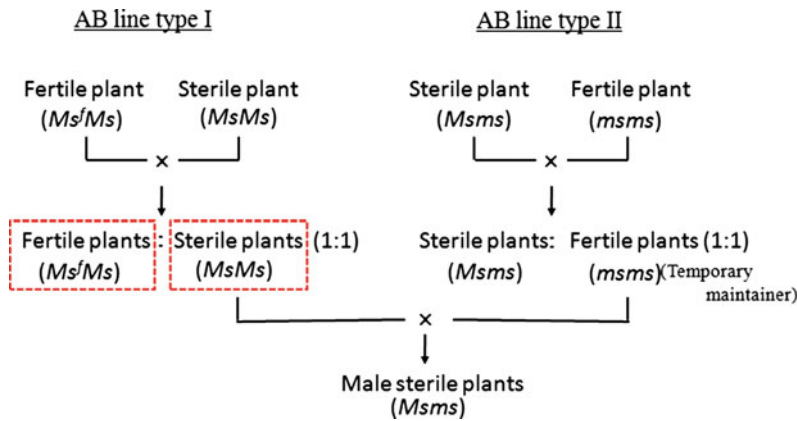 AB line type I
AB line type II
Fertile plant Sterile plant
(MsᶠMs) (MsMs)
×
Sterile plant Fertile plant
(Msms) (msms)
×
Fertile plants : Sterile plants (1:1)
(MsᶠMs) (MsMs)
Sterile plants: Fertile plants (1:1)
(Msms) (msms)(Temporary
maintainer)
×
Male sterile plants
(Msms)